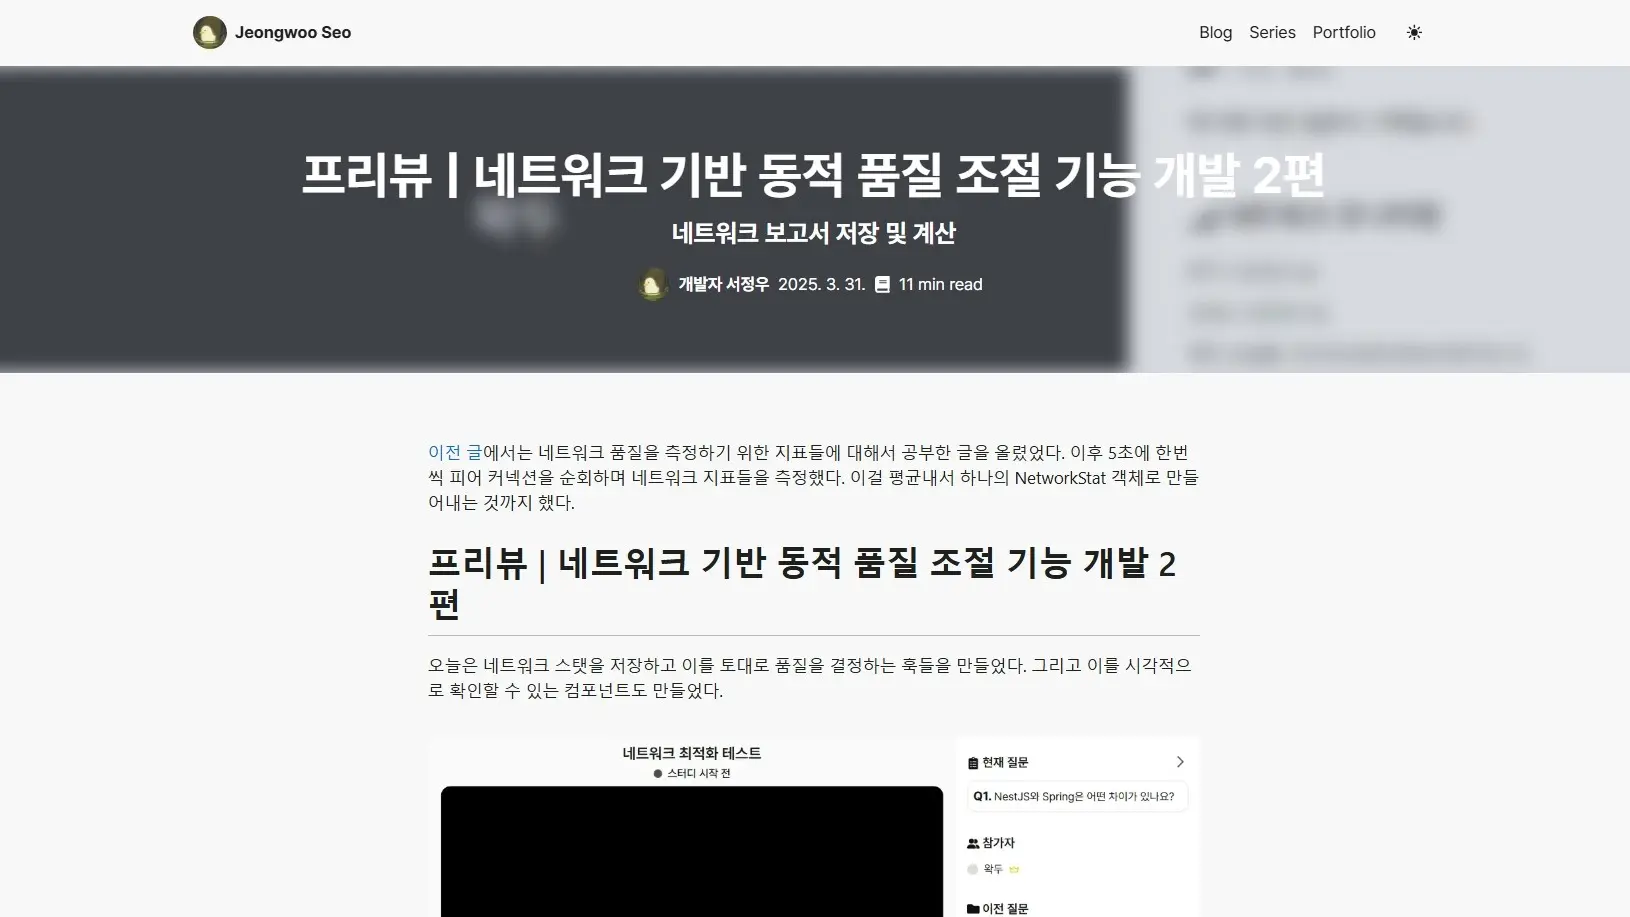 Jeongwoo Seo
Blog
Series
Portfolio
프리뷰 | 네트워크 기반 동적 품질 조절 기능 개발 2편
네트워크 보고서 저장 및 계산
개발자 서정우 2025. 3. 31. 11 min read
이전 글에서는 네트워크 품질을 측정하기 위한 지표들에 대해서 공부한 글을 올렸었다. 이후 5초에 한번
씩 피어 커넥션을 순회하며 네트워크 지표들을 측정했다. 이걸 평균내서 하나의 NetworkStat 객체로 만들
어내는 것까지 했다.
프리뷰 | 네트워크 기반 동적 품질 조절 기능 개발 2
편
오늘은 네트워크 스탯을 저장하고 이를 토대로 품질을 결정하는 훅들을 만들었다. 그리고 이를 시각적으
로 확인할 수 있는 컴포넌트도 만들었다.
네트워크 최적화 테스트
스터디 시작 전
현재 질문
Q1. NestJS와 Spring은 어떤 차이가 있나요?
참가자
왁두
이전 질문